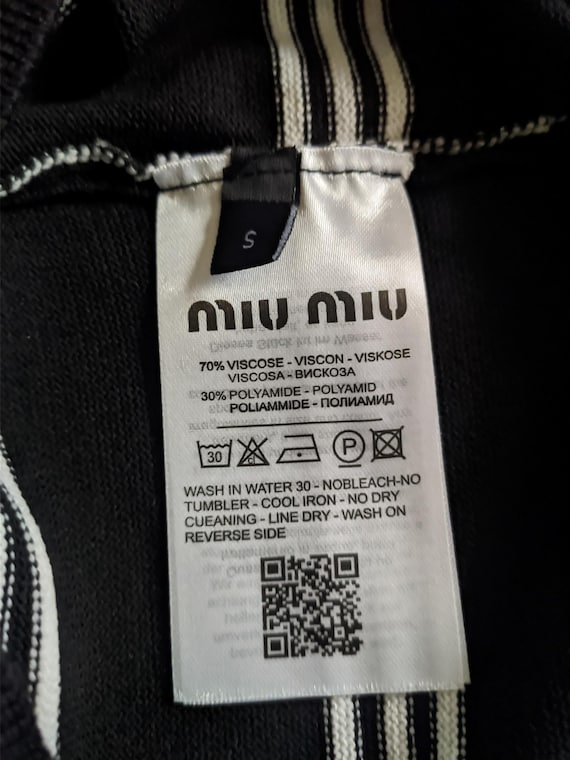 S
miu miu
70% VISCOSE - VISCON - VISKOSE
VISCOSA - ВИСКОЗА
30% POLYAMIDE - POLYAMID
POLIAMMIDE - ПОЛИАМИД
30
P
WASH IN WATER 30 - NOBLEACH-NO
TUMBLER - COOL IRON - NO DRY
CUEANING - LINE DRY - WASH ON
REVERSE SIDE